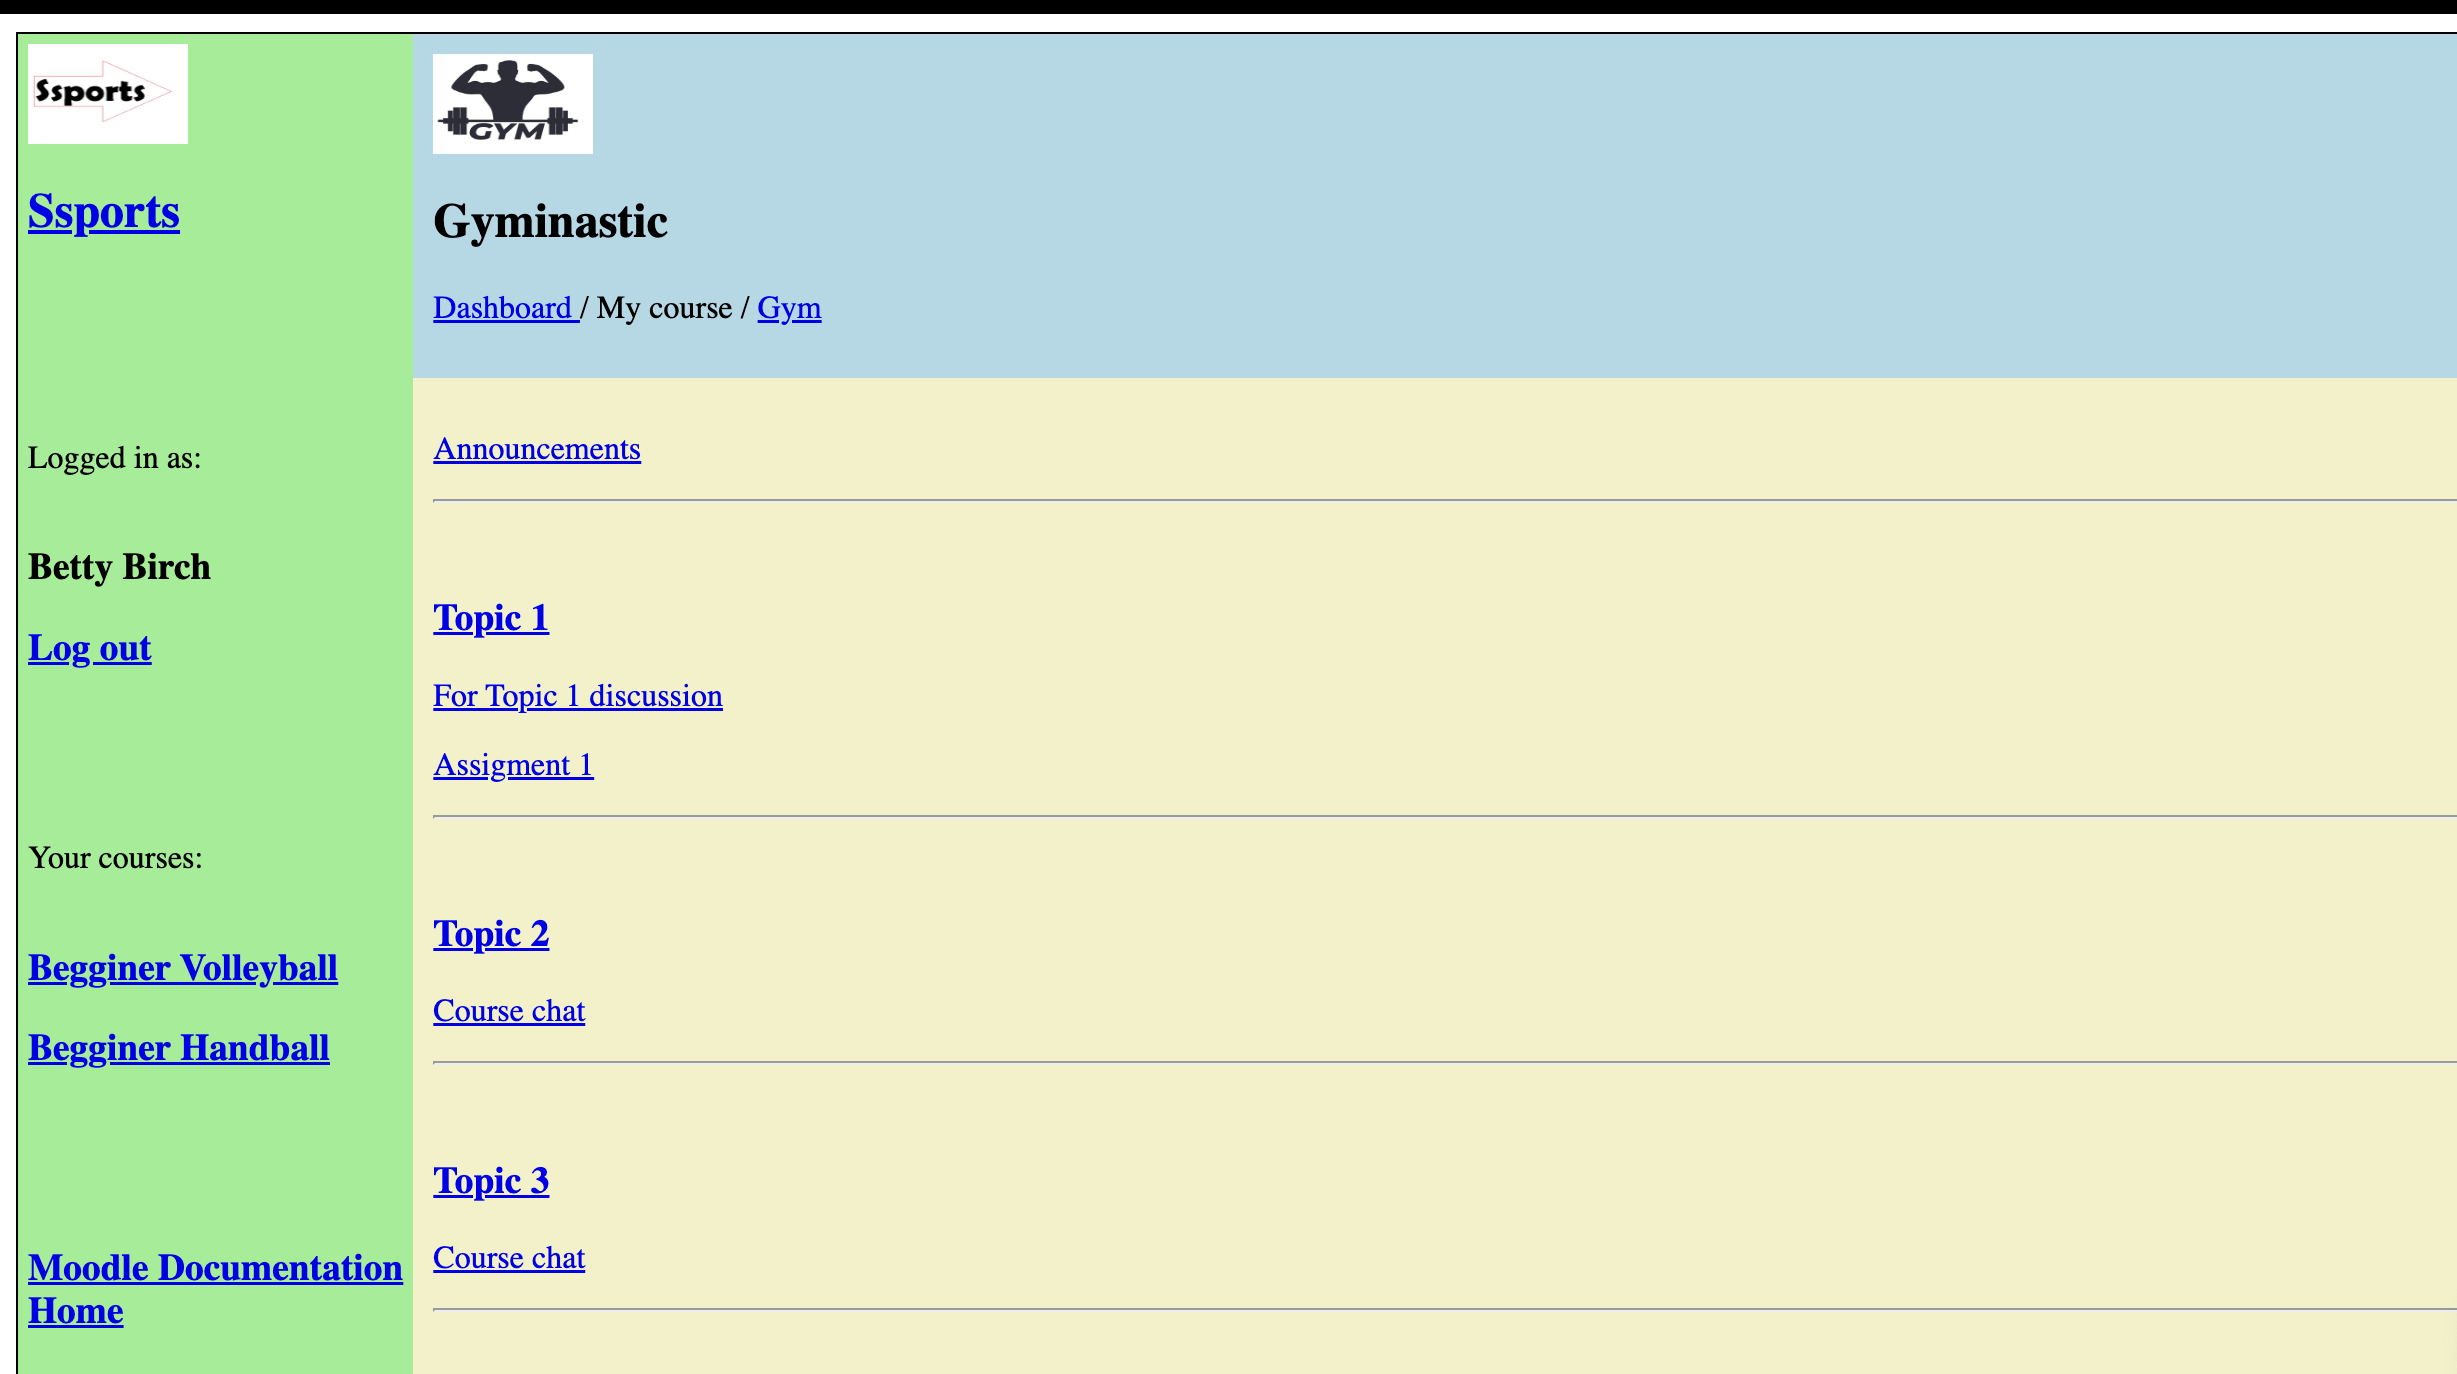 Ssports
Ssports
Logged in as:
Betty Birch
Log out
Your courses:
Begginer Volleyball
Begginer Handball
Moodle Documentation
Home
GYM
Gyminastic
Dashboard / My course / Gym
Announcements
Topic 1
For Topic 1 discussion
Assigment 1
Topic 2
Course chat
Topic 3
Course chat